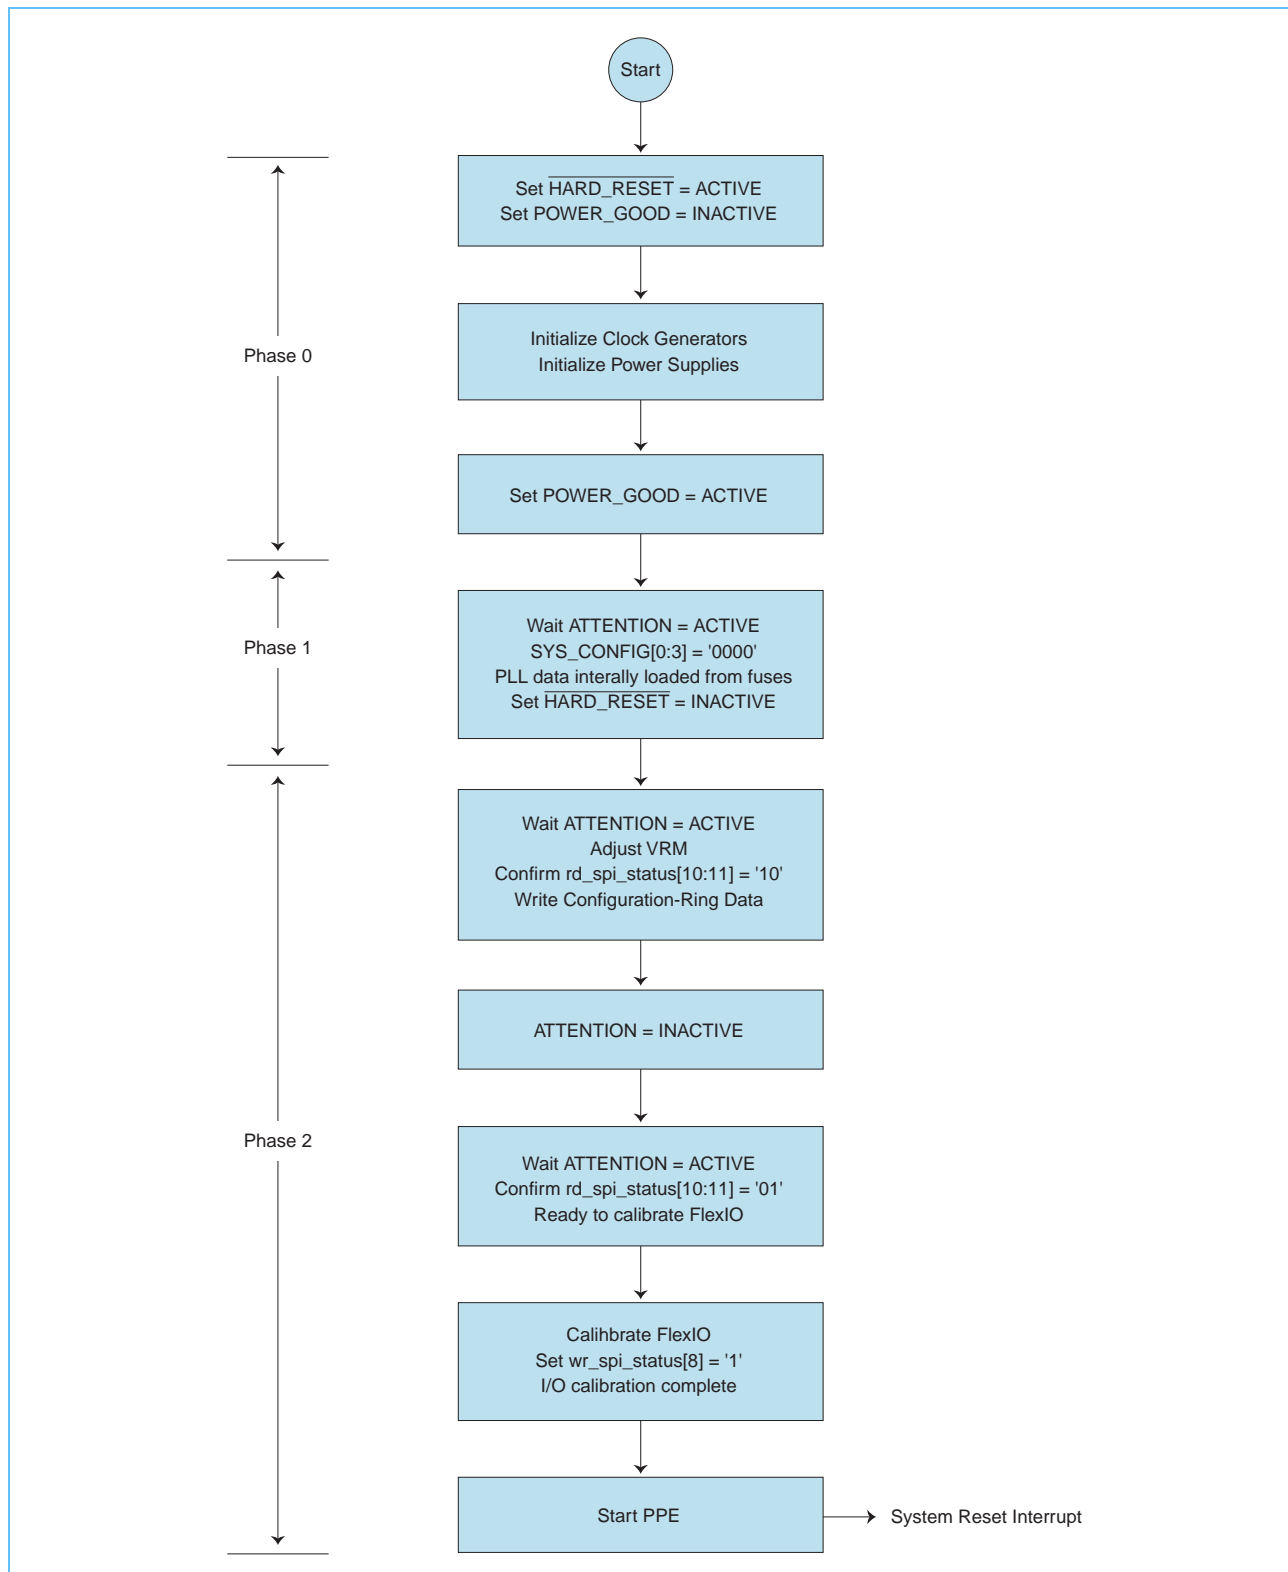 Start
Set HARD_RESET = ACTIVE
Set POWER_GOOD = INACTIVE
Initialize Clock Generators
Initialize Power Supplies
Phase 0
Set POWER_GOOD = ACTIVE
Wait ATTENTION = ACTIVE
SYS_CONFIG[0:3] = '0000'
PLL data interally loaded from fuses
Set HARD_RESET = INACTIVE
Phase 1
Wait ATTENTION = ACTIVE
Adjust VRM
Confirm rd_spi_status[10:11] = '10'
Write Configuration-Ring Data
ATTENTION = INACTIVE
Phase 2
Wait ATTENTION = ACTIVE
Confirm rd_spi_status[10:11] = '01'
Ready to calibrate FlexIO
Calihbrate FlexIO
Set wr_spi_status[8] = '1'
I/O calibration complete
Start PPE
System Reset Interrupt